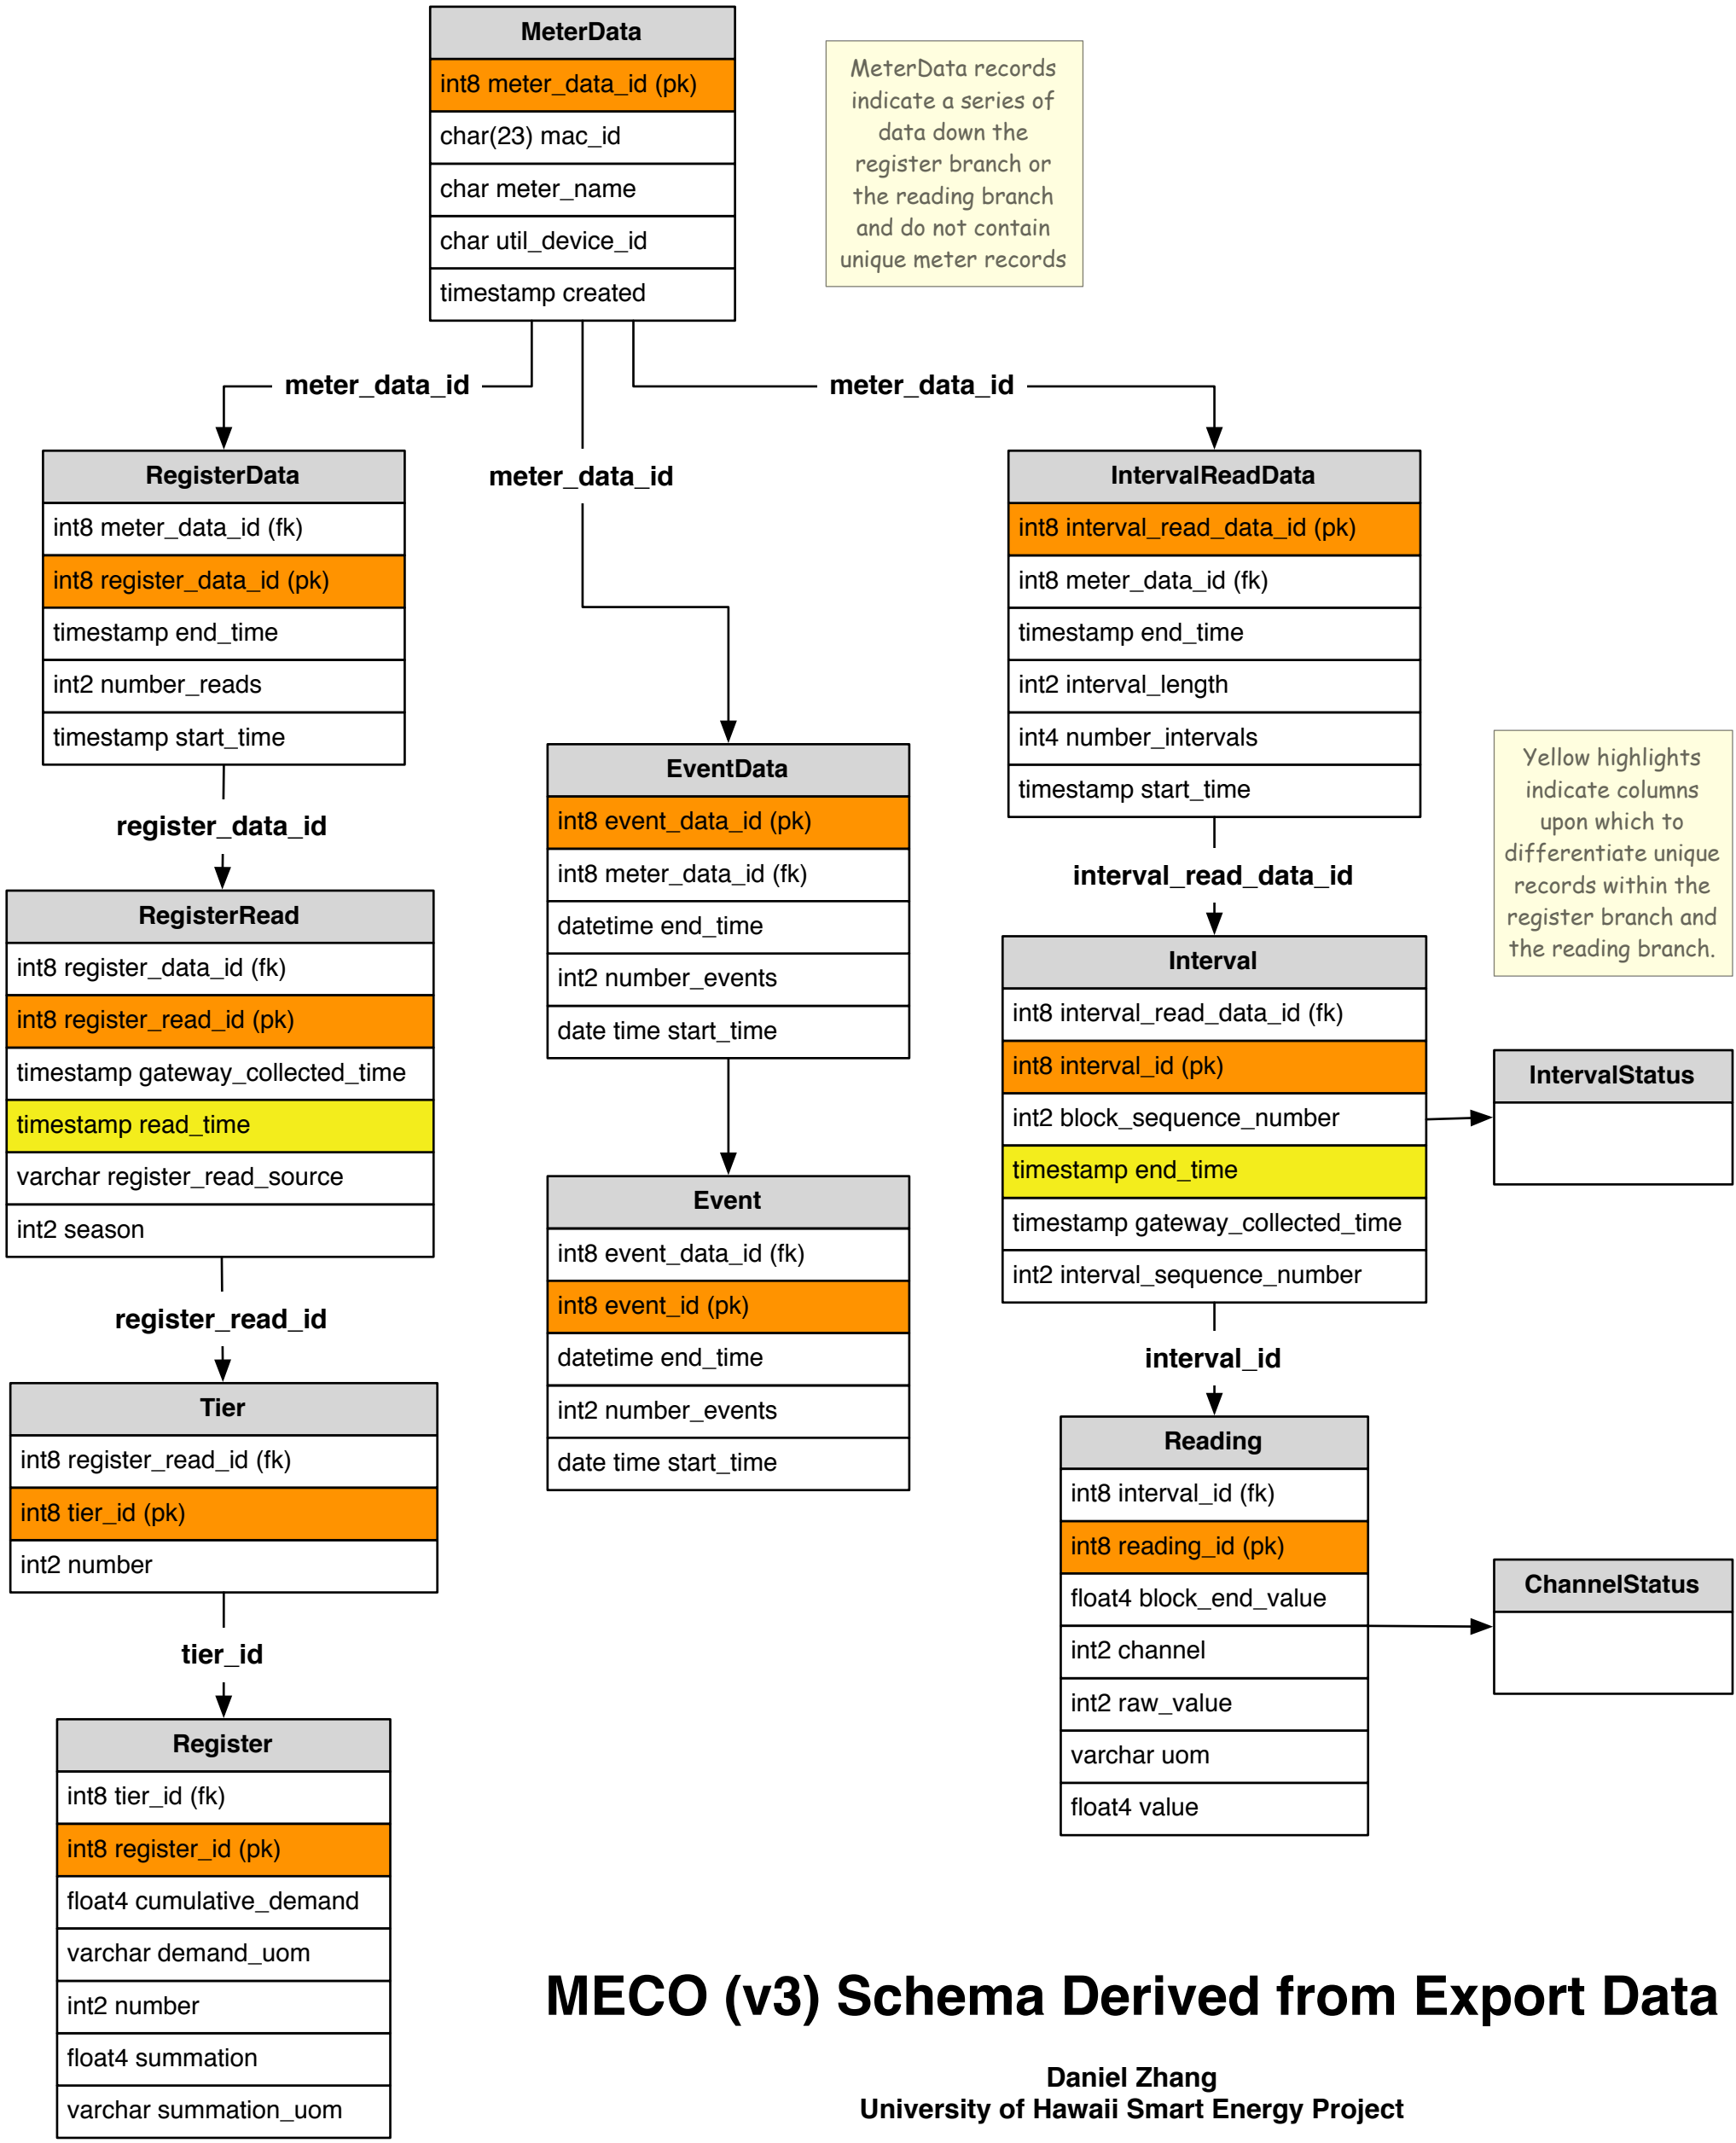 MeterData
int8 meter_data_id (pk)
char(23) mac_id
char meter_name
char util_device_id
timestamp created
MeterData records
indicate a series of
data down the
register branch or
the reading branch
and do not contain
unique meter records
meter_data_id
meter_data_id
meter_data_id
RegisterData
int8 meter_data_id (fk)
int8 register_data_id (pk)
timestamp end_time
int2 number_reads
timestamp start_time
register_data_id
RegisterRead
int8 register_data_id (fk)
int8 register_read_id (pk)
timestamp gateway_collected_time
timestamp read_time
varchar register_read_source
int2 season
register_read_id
Tier
int8 register_read_id (fk)
int8 tier_id (pk)
int2 number
tier_id
Register
int8 tier_id (fk)
int8 register_id (pk)
float4 cumulative_demand
varchar demand_uom
int2 number
float4 summation
varchar summation_uom
EventData
int8 event_data_id (pk)
int8 meter_data_id (fk)
datetime end_time
int2 number_events
date time start_time
Event
int8 event_data_id (fk)
int8 event_id (pk)
datetime end_time
int2 number_events
date time start_time
IntervalReadData
int8 interval_read_data_id (pk)
int8 meter_data_id (fk)
timestamp end_time
int2 interval_length
int4 number_intervals
timestamp start_time
interval_read_data_id
Interval
int8 interval_read_data_id (fk)
int8 interval_id (pk)
int2 block_sequence_number
timestamp end_time
timestamp gateway_collected_time
int2 interval_sequence_number
interval_id
Reading
int8 interval_id (fk)
int8 reading_id (pk)
float4 block_end_value
int2 channel
int2 raw_value
varchar uom
float4 value
Yellow highlights
indicate columns
upon which to
differentiate unique
records within the
register branch and
the reading branch.
IntervalStatus
ChannelStatus
MECO (v3) Schema Derived from Export Data
Daniel Zhang
University of Hawaii Smart Energy Project